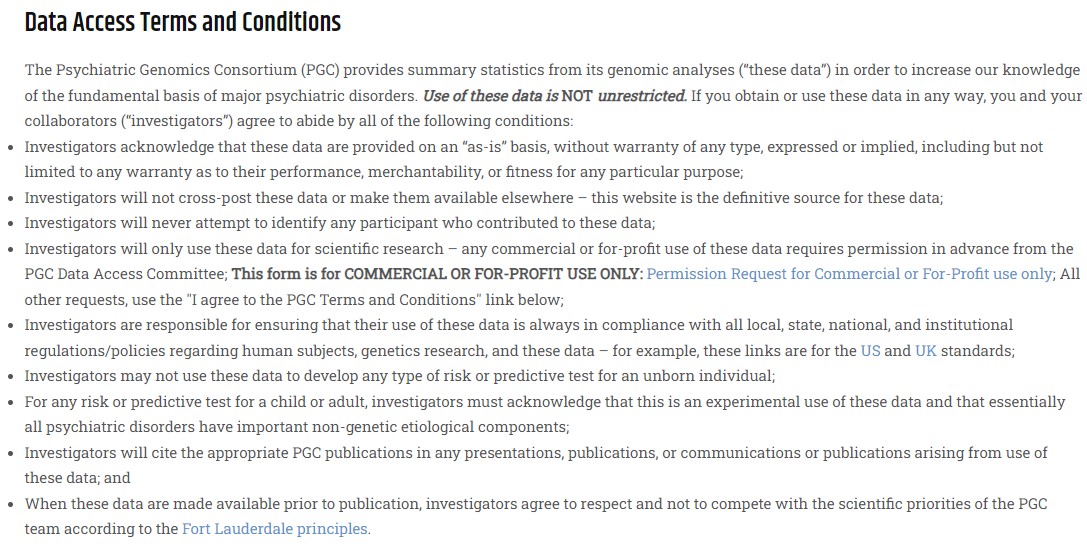 Data Access Terms and Conditions
The Psychiatric Genomics Consortium (PGC) provides summary statistics from its genomic analyses (“these data”) in order to increase our knowledge
of the fundamental basis of major psychiatric disorders. Use of these data is NOT unrestricted. If you obtain or use these data in any way, you and your
collaborators (“investigators”) agree to abide by all of the following conditions:
• Investigators acknowledge that these data are provided on an “as-is” basis, without warranty of any type, expressed or implied, including but not
limited to any warranty as to their performance, merchantability, or fitness for any particular purpose;
• Investigators will not cross-post these data or make them available elsewhere – this website is the definitive source for these data;
• Investigators will never attempt to identify any participant who contributed to these data;
• Investigators will only use these data for scientific research – any commercial or for-profit use of these data requires permission in advance from the
PGC Data Access Committee; This form is for COMMERCIAL OR FOR-PROFIT USE ONLY: Permission Request for Commercial or For-Profit use only; All
other requests, use the "I agree to the PGC Terms and Conditions" link below;
• Investigators are responsible for ensuring that their use of these data is always in compliance with all local, state, national, and institutional
regulations/policies regarding human subjects, genetics research, and these data – for example, these links are for the US and UK standards;
• Investigators may not use these data to develop any type of risk or predictive test for an unborn individual;
• For any risk or predictive test for a child or adult, investigators must acknowledge that this is an experimental use of these data and that essentially
all psychiatric disorders have important non-genetic etiological components;
• Investigators will cite the appropriate PGC publications in any presentations, publications, or communications or publications arising from use of
these data; and
• When these data are made available prior to publication, investigators agree to respect and not to compete with the scientific priorities of the PGC
team according to the Fort Lauderdale principles.